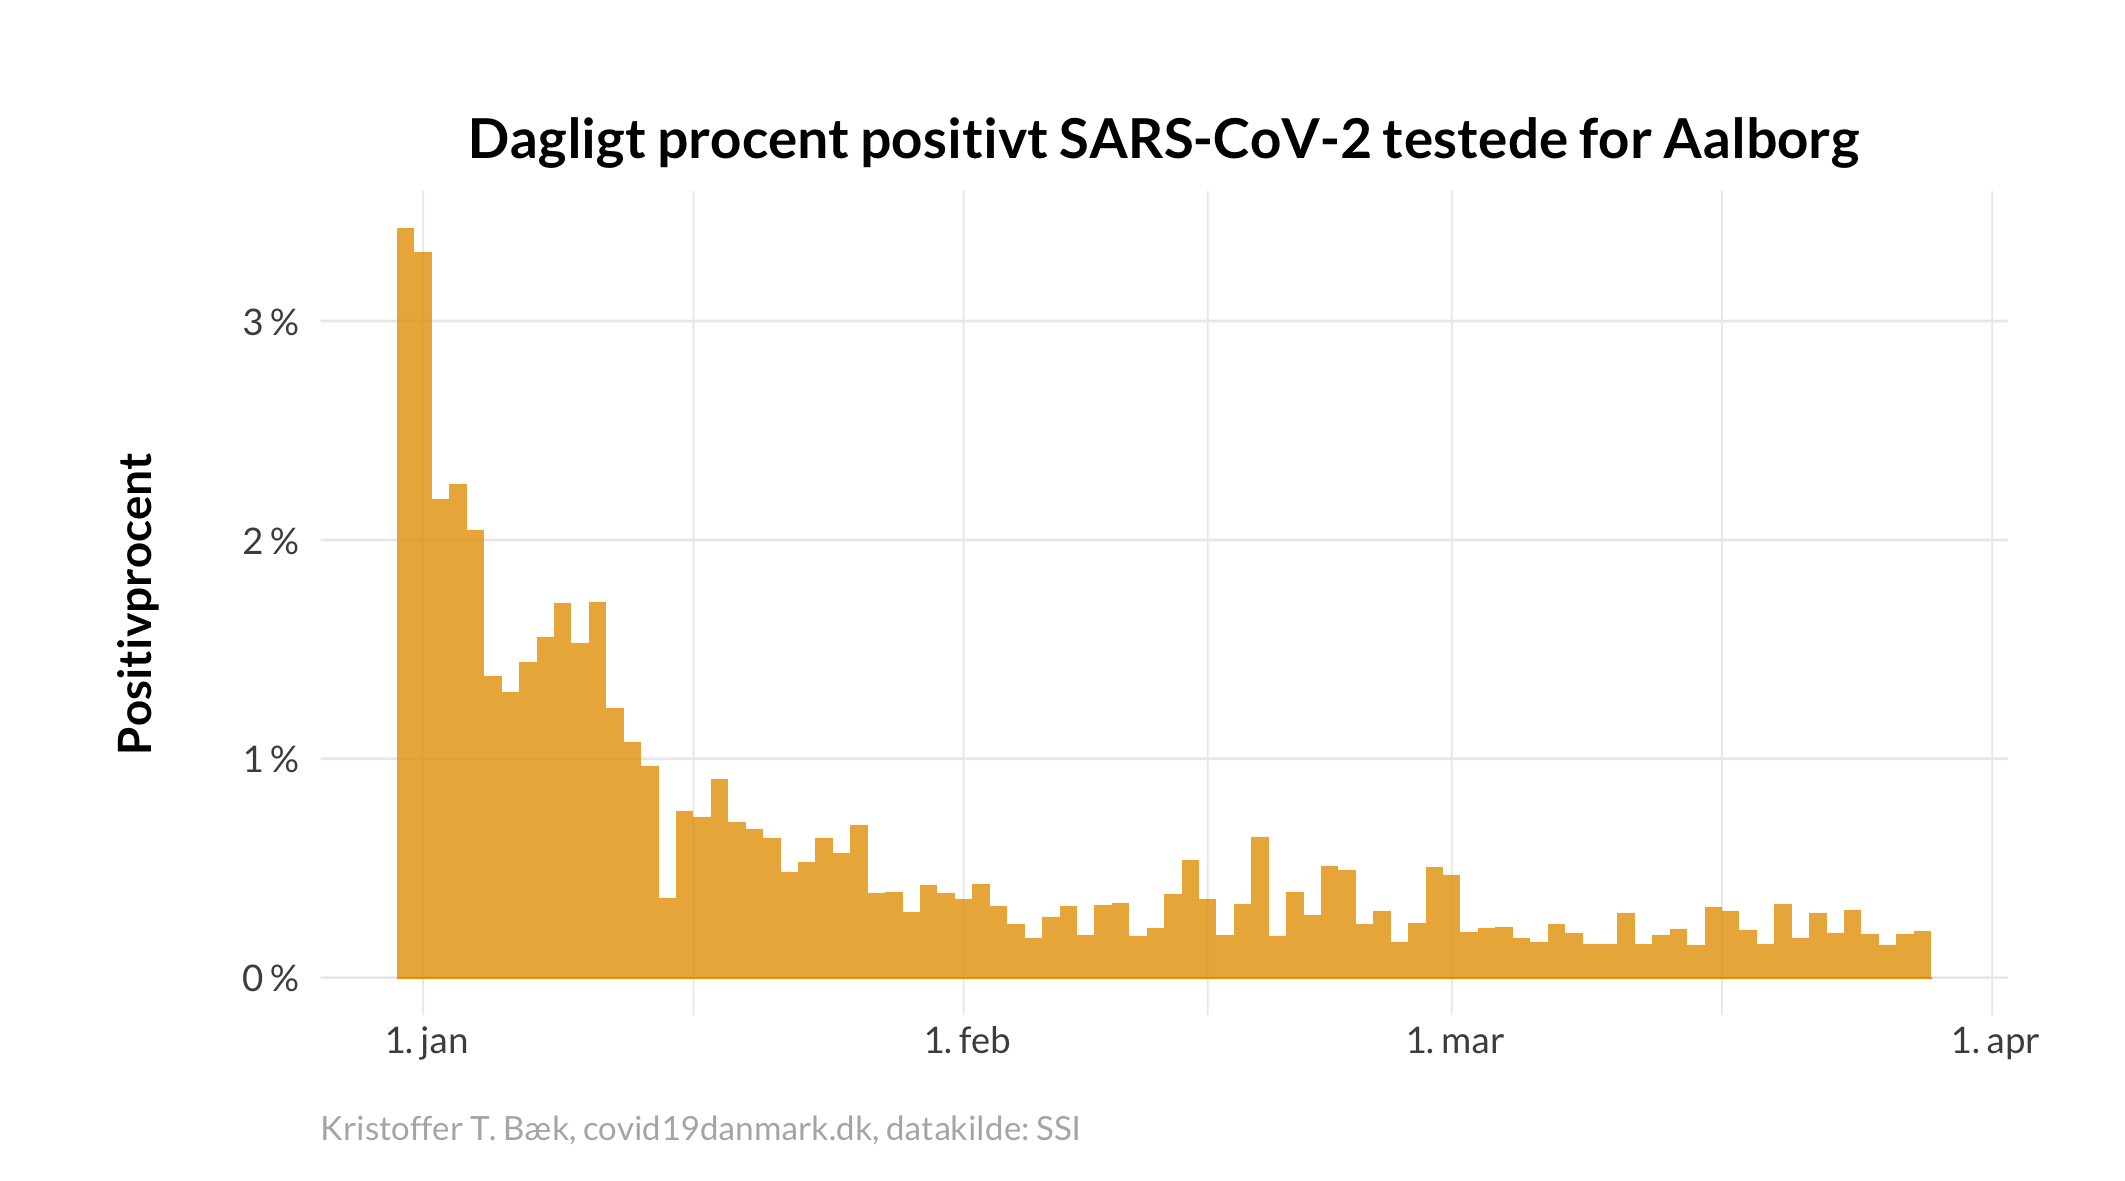 Dagligt procent positivt SARS-CoV-2 testede for Aalborg
Positivprocent
3 %
2 %
1 %
0 %
1. jan
1. feb
1. mar
1. apr
Kristoffer T. Bæk, covid19danmark.dk, datakilde: SSI